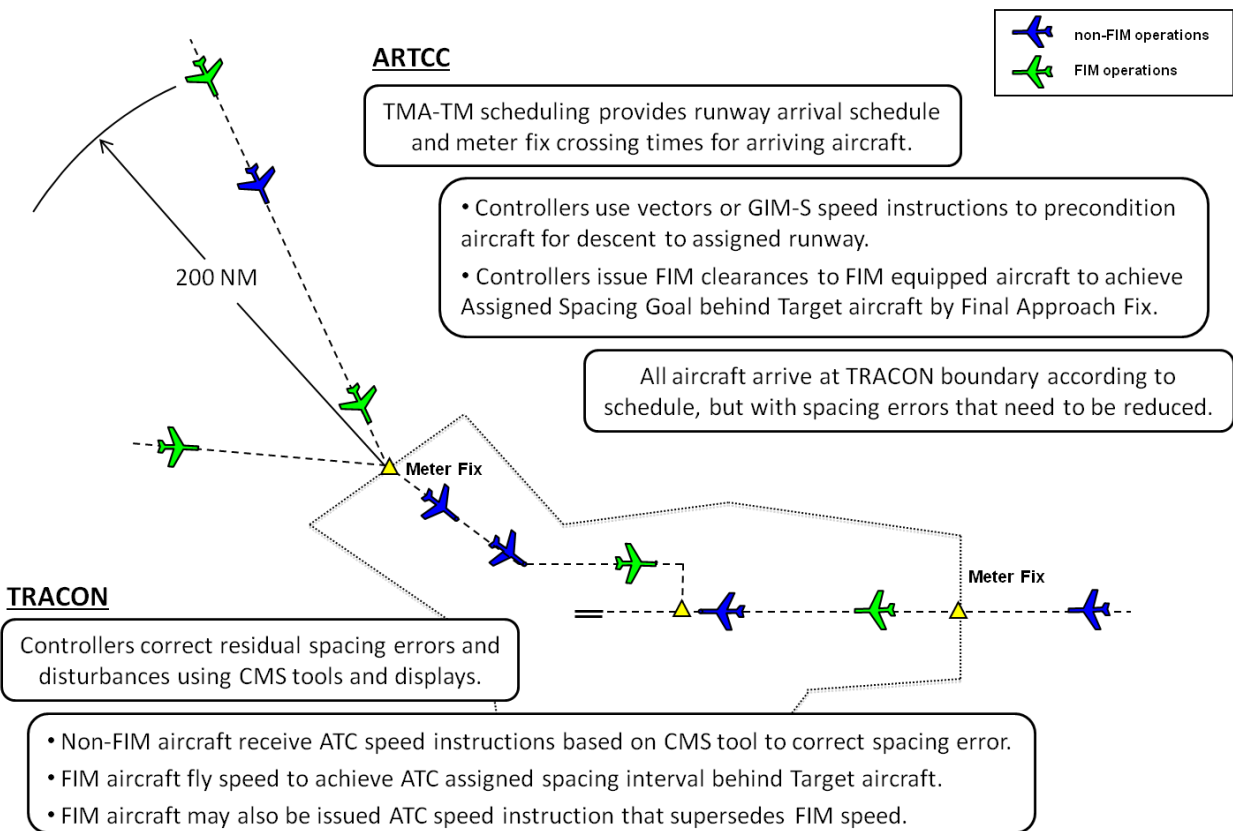 non-FIM operations
FIM operations
ARTCC
TMA-TM scheduling provides runway arrival schedule
and meter fix crossing times for arriving aircraft.
• Controllers use vectors or GIM-S speed instructions to precondition
aircraft for descent to assigned runway.
• Controllers issue FIM clearances to FIM equipped aircraft to achieve
Assigned Spacing Goal behind Target aircraft by Final Approach Fix.
200 NM
All aircraft arrive at TRACON boundary according to
schedule, but with spacing errors that need to be reduced.
Meter Fix
Meter Fix
TRACON
Controllers correct residual spacing errors and
disturbances using CMS tools and displays.
• Non-FIM aircraft receive ATC speed instructions based on CMS tool to correct spacing error.
• FIM aircraft fly speed to achieve ATC assigned spacing interval behind Target aircraft.
• FIM aircraft may also be issued ATC speed instruction that supersedes FIM speed.